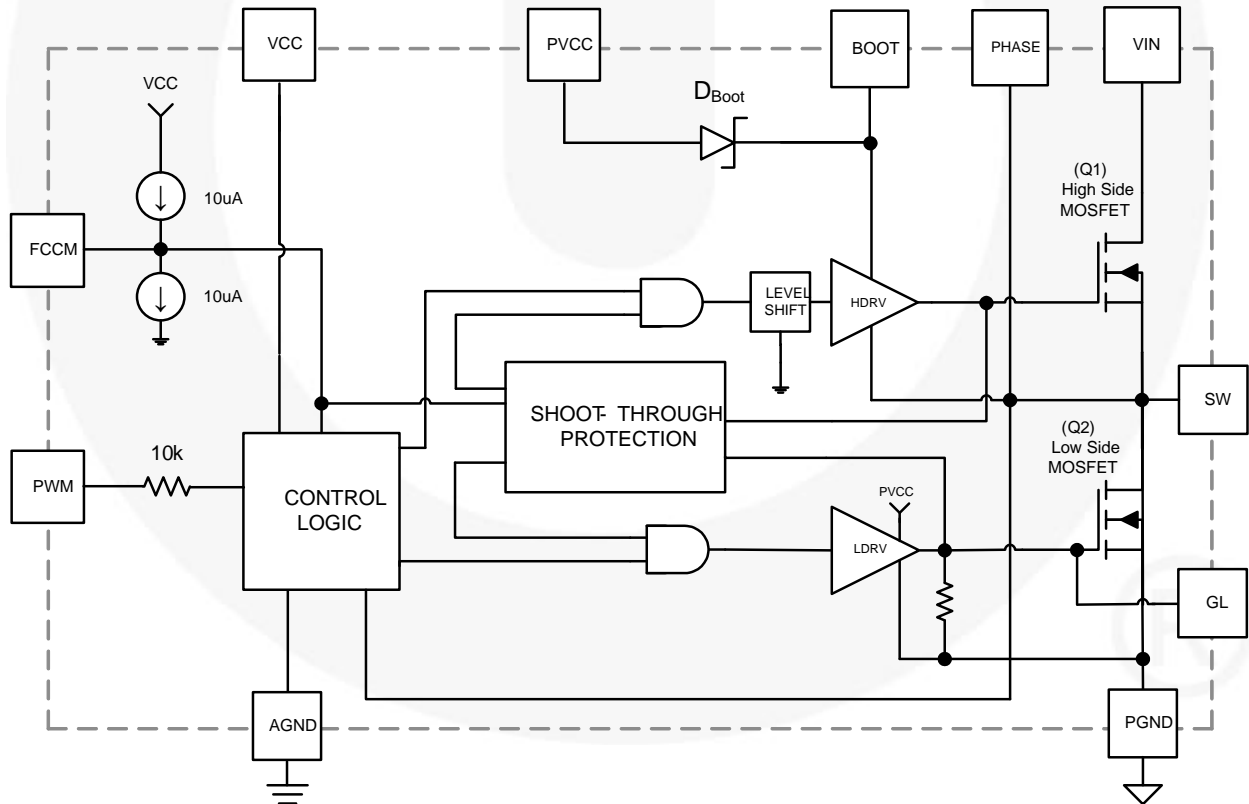 VCC
PVCC
BOOT
PHASE
VIN
VCC
D_Boot
10uA
(Q1)
High Side
MOSFET
FCCM
10uA
LEVEL
SHIFT
HDRV
SHOOT- THROUGH
PROTECTION
SW
(Q2)
Low Side
MOSFET
10k
PWM
CONTROL
LOGIC
PVCC
LDRV
GL
AGND
PGND
®